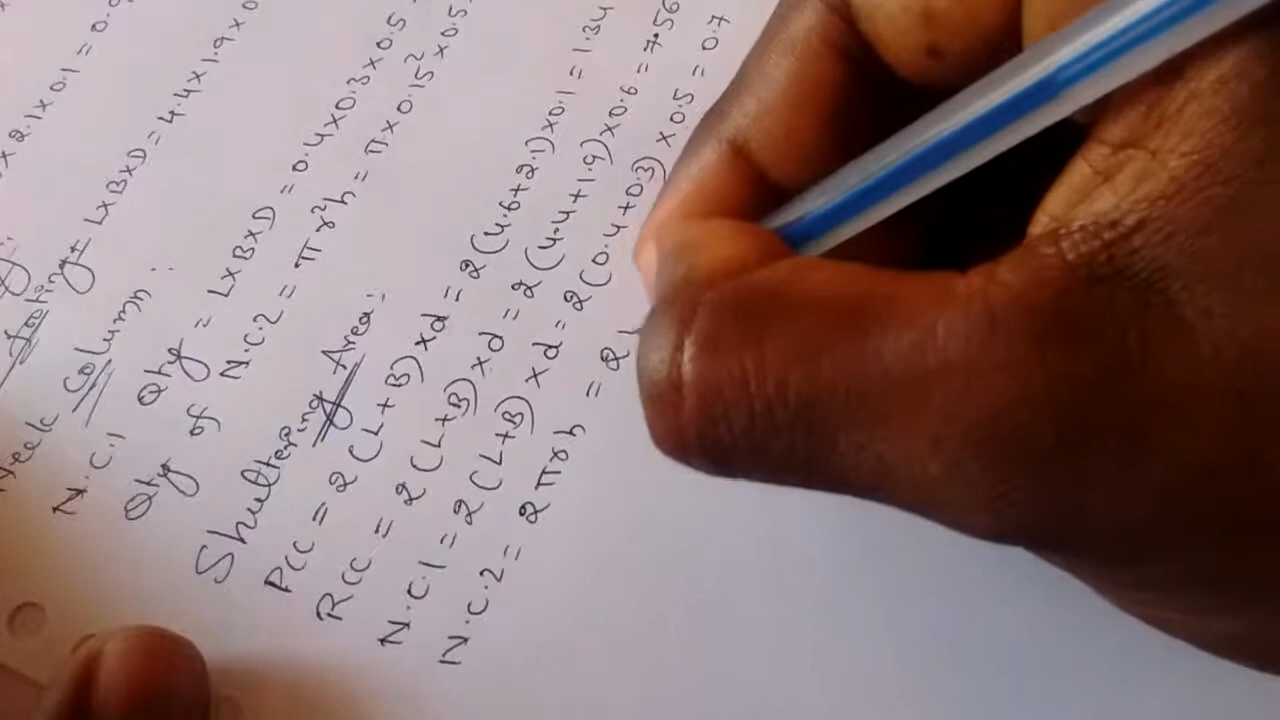 x 2.1 x 0.1 = 0.
L x B x D = 4.4 x 1.9 x 0
Neck Column:
N.C.1 Qty = L x B x D = 0.4 x 0.3 x 0.5
Qty of N.C.2 = πr²h = π x 0.15² x 0.5
Shuttering Area:
PCC = 2(L+B) x d = 2(4.6+2.1) x 0.1 = 1.34
RCC = 2(L+B) x d = 2(4.4+1.9) x 0.6 = 7.56
N.C.1 = 2(L+B) x d = 2(0.4+0.3) x 0.5 = 0.7
N.C.2 = 2πrh = 2